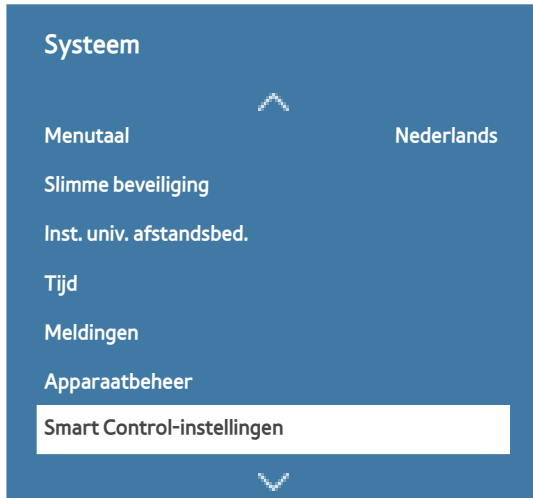 Systeem
Menutaal Nederlands
Slimme beveiliging
Inst. univ. afstandsbed.
Tijd
Meldingen
Apparaatbeheer
Smart Control-instellingen